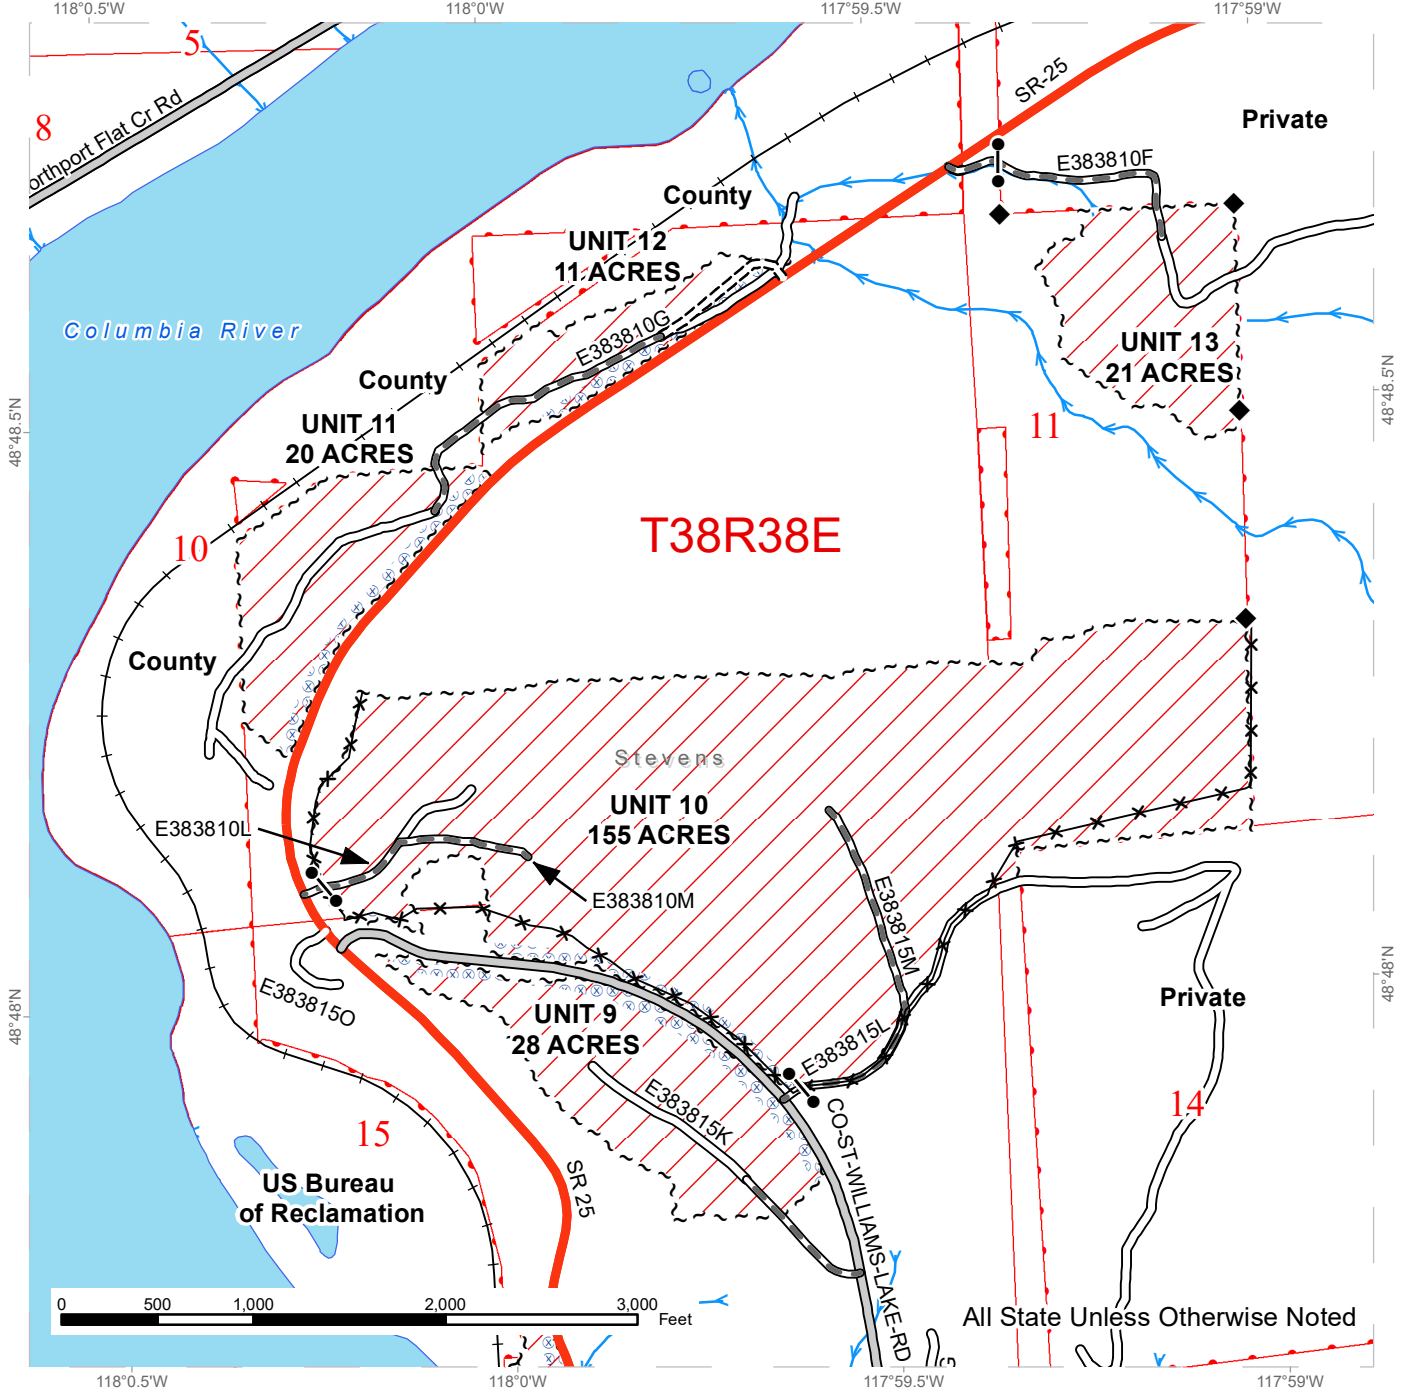 118°0.5'W
118°0'W
117°59.5'W
117°59'W
5
8
orthport Flat Cr Rd
SR-25
Private
E383810F
County
UNIT 12
11 ACRES
Columbia River
E383810G
UNIT 13
21 ACRES
County
UNIT 11
20 ACRES
11
48°48.5'N
48°48.5'N
10
T38R38E
County
Stevens
UNIT 10
155 ACRES
E383810L
E383810M
E383815M
E383815O
UNIT 9
28 ACRES
E383815L
Private
48°48'N
48°48'N
E383815K
14
15
CO-ST-WILLIAMS-LAKE-RD
US Bureau
of Reclamation
SR 25
0 500 1,000 2,000 3,000
Feet
All State Unless Otherwise Noted
118°0.5'W
118°0'W
117°59.5'W
117°59'W